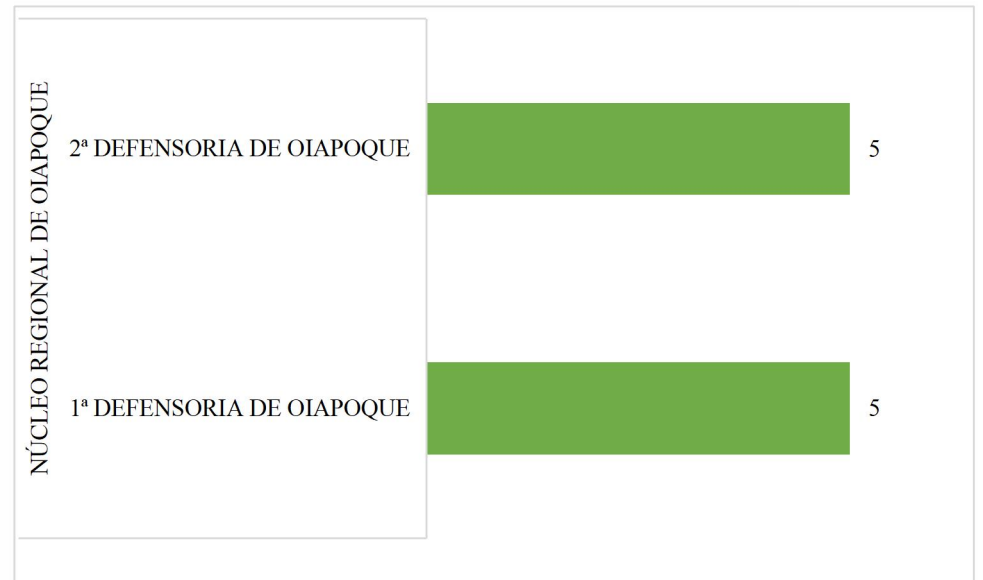 NÚCLEO REGIONAL DE OIAPOQUE
2ª DEFENSORIA DE OIAPOQUE
5
1ª DEFENSORIA DE OIAPOQUE
5